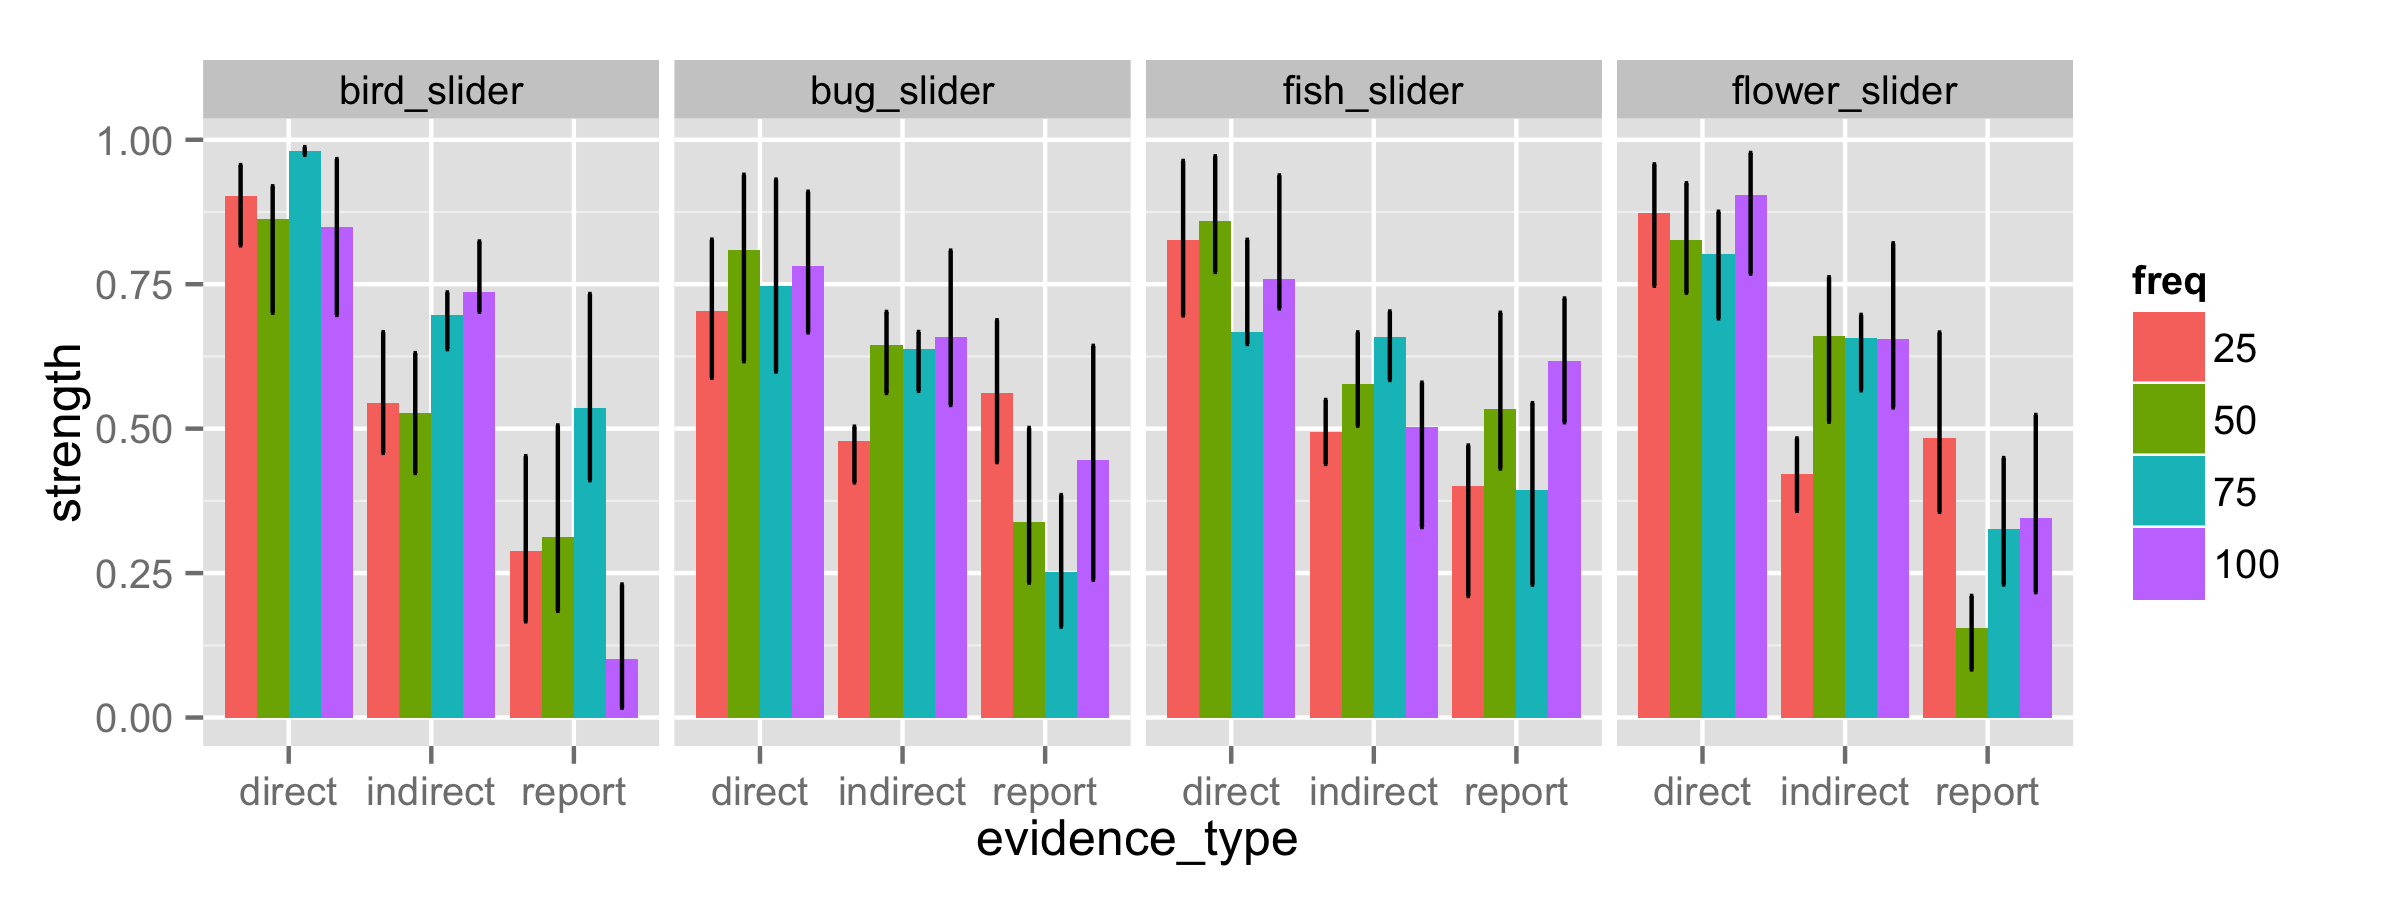 bird_slider bug_slider fish_slider flower_slider
1.00
0.75
0.50
0.25
0.00
strength
direct indirect report direct indirect report direct indirect report direct indirect report
evidence_type
freq
25
50
75
100